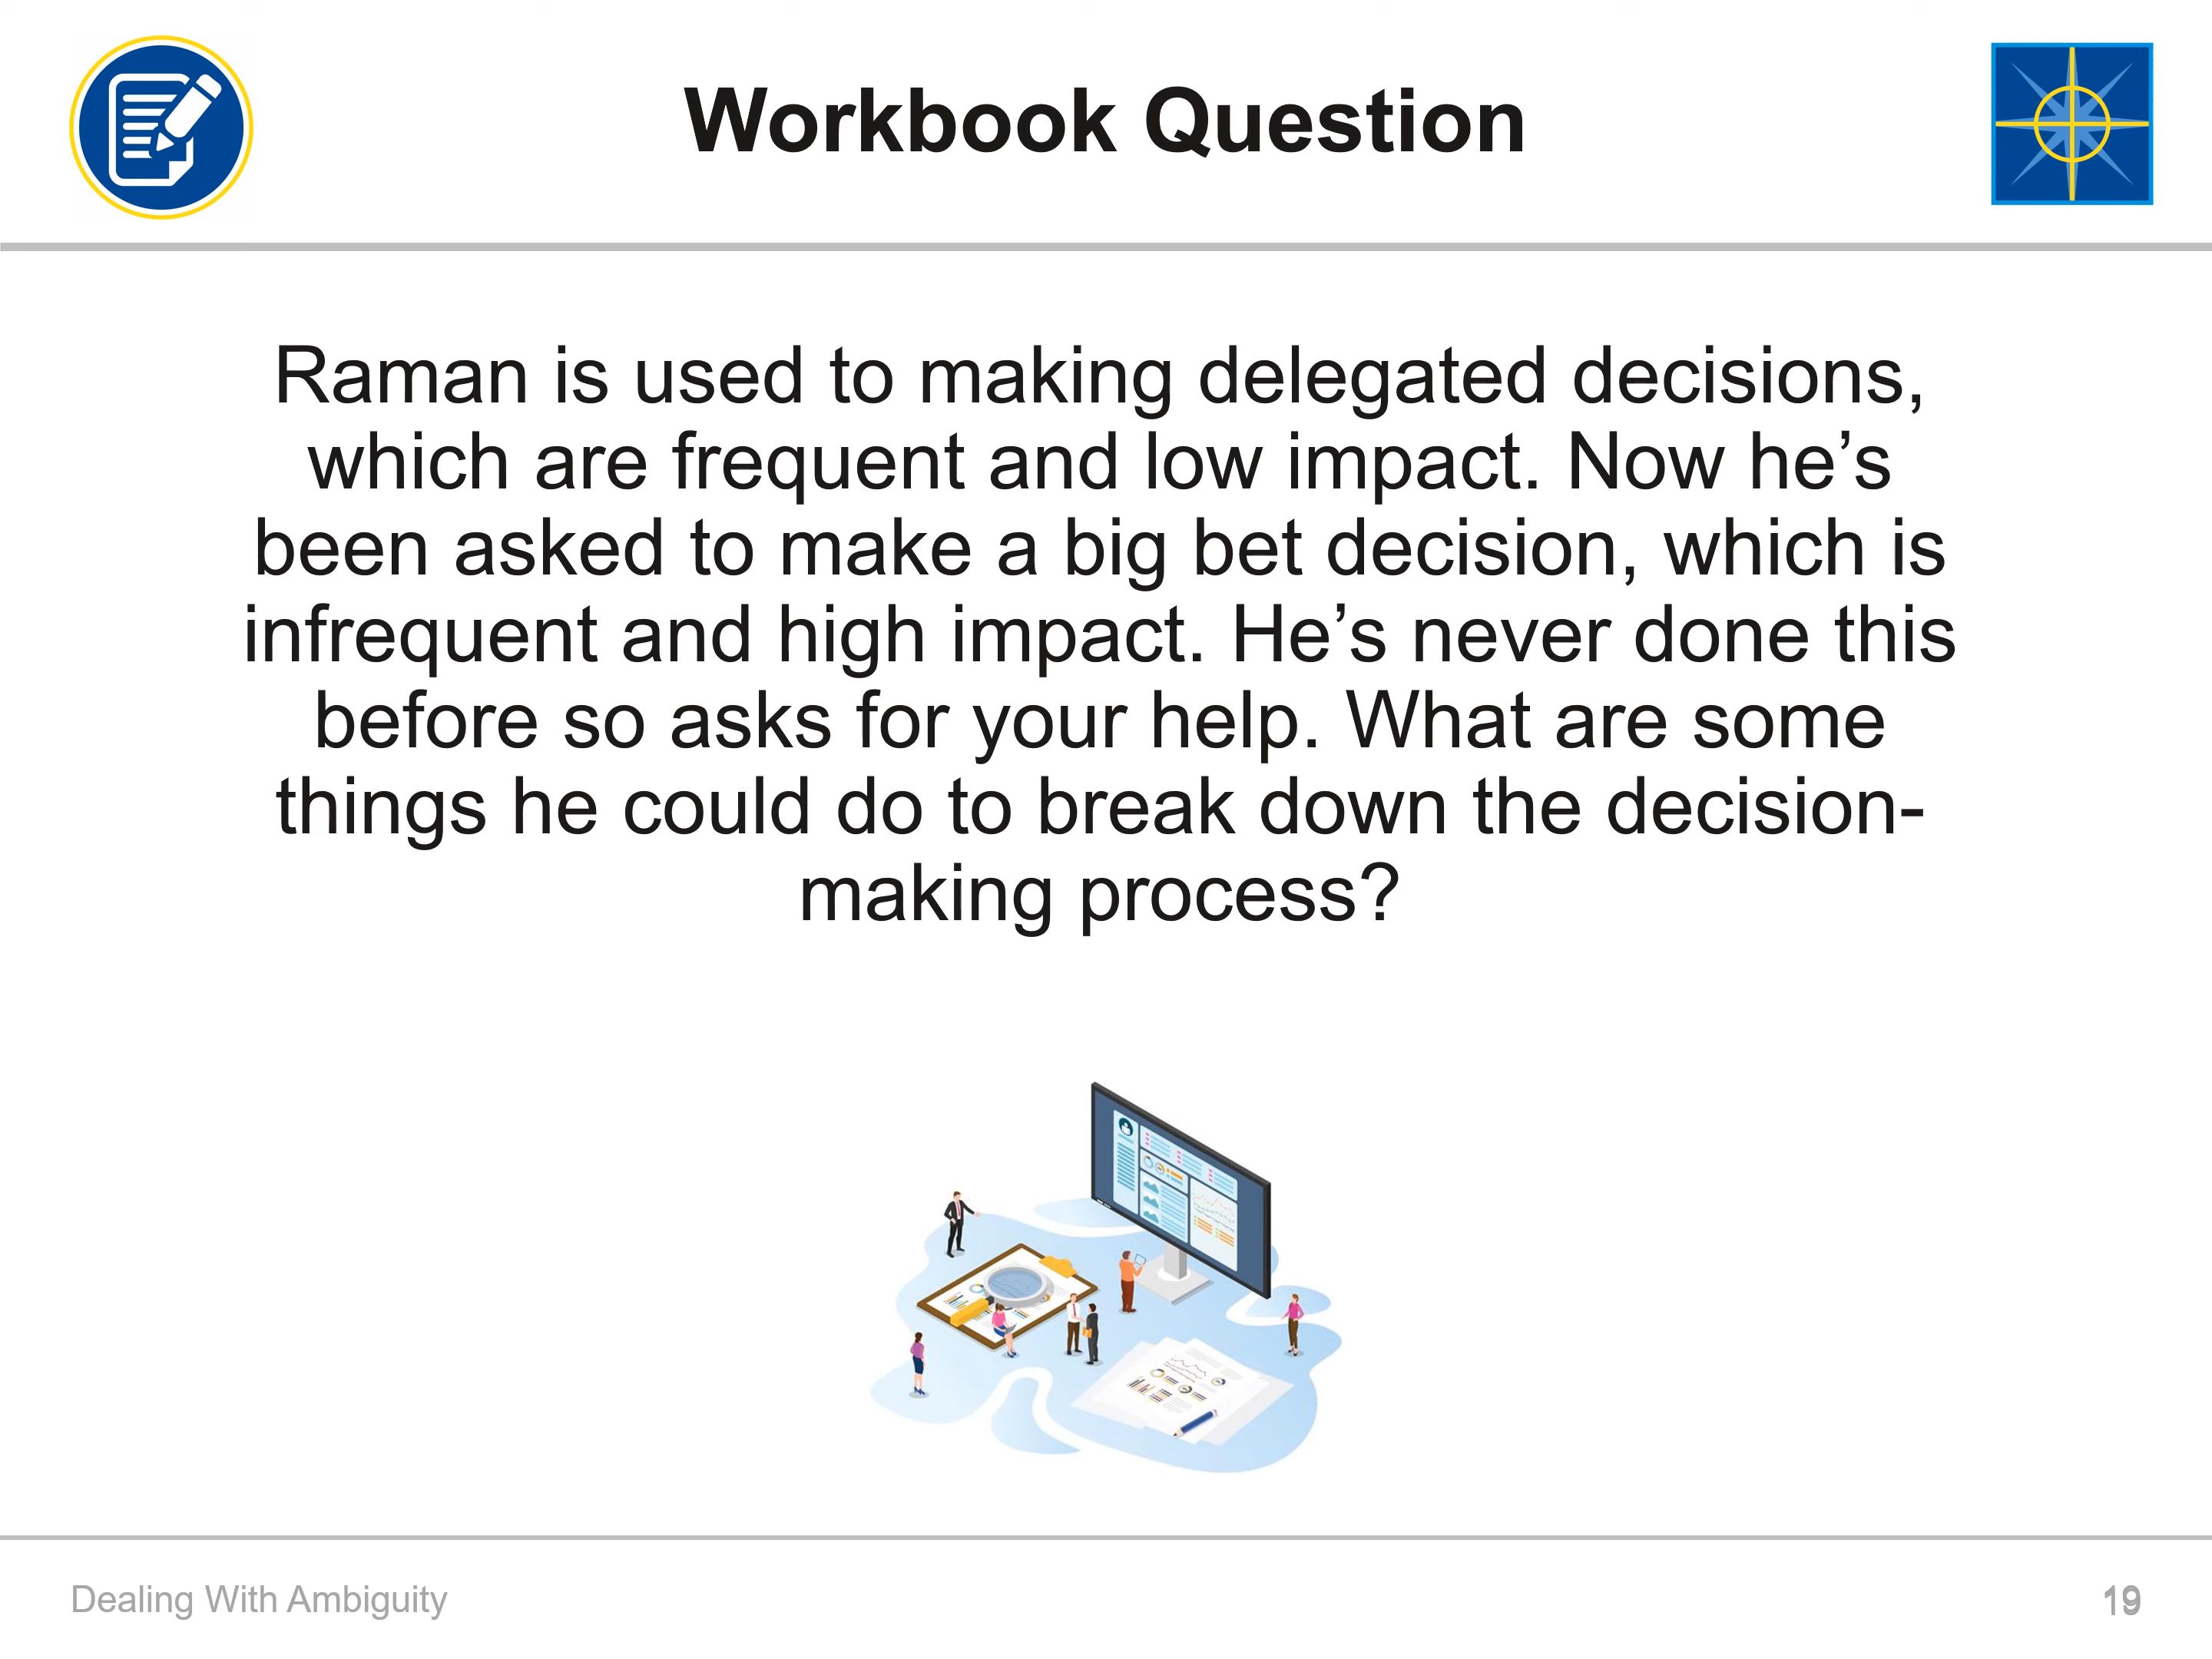 Workbook Question
Raman is used to making delegated decisions,
which are frequent and low impact. Now he’s
been asked to make a big bet decision, which is
infrequent and high impact. He’s never done this
before so asks for your help. What are some
things he could do to break down the decision-
making process?
Dealing With Ambiguity
19